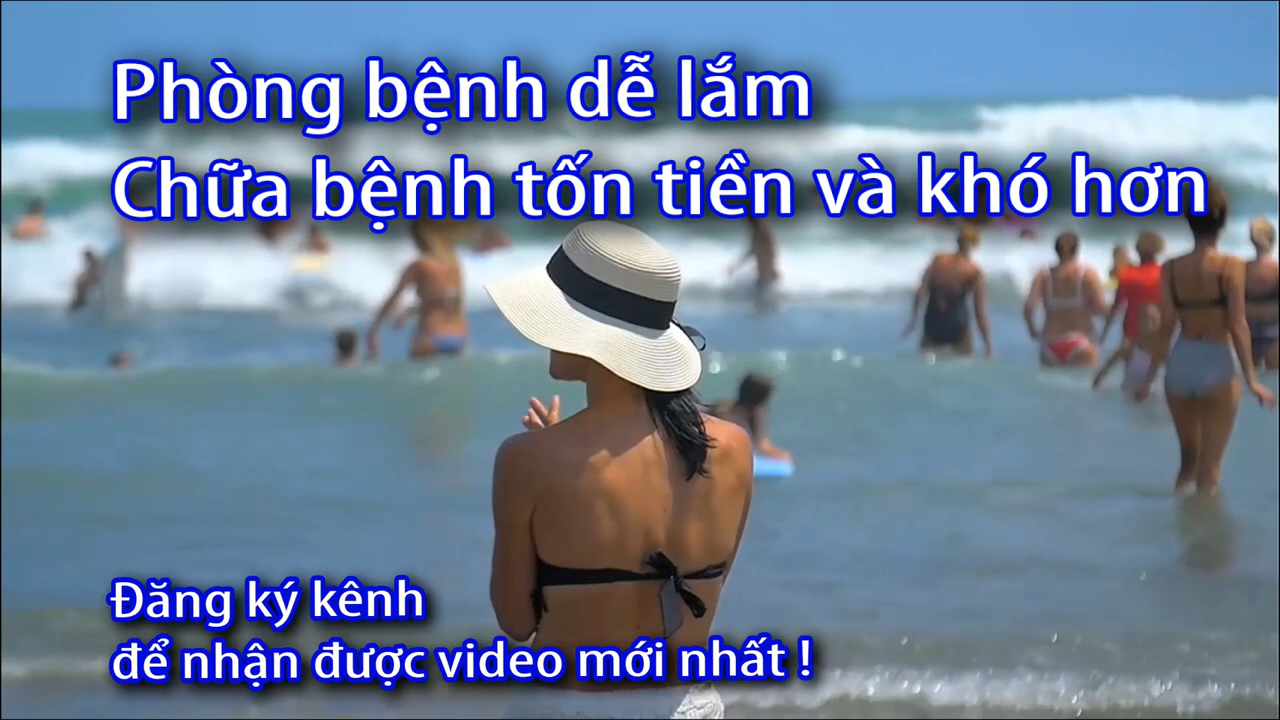 Phòng bệnh dễ lắm
Chữa bệnh tốn tiền và khó hơn
Đăng ký kênh
để nhận được video mới nhất !